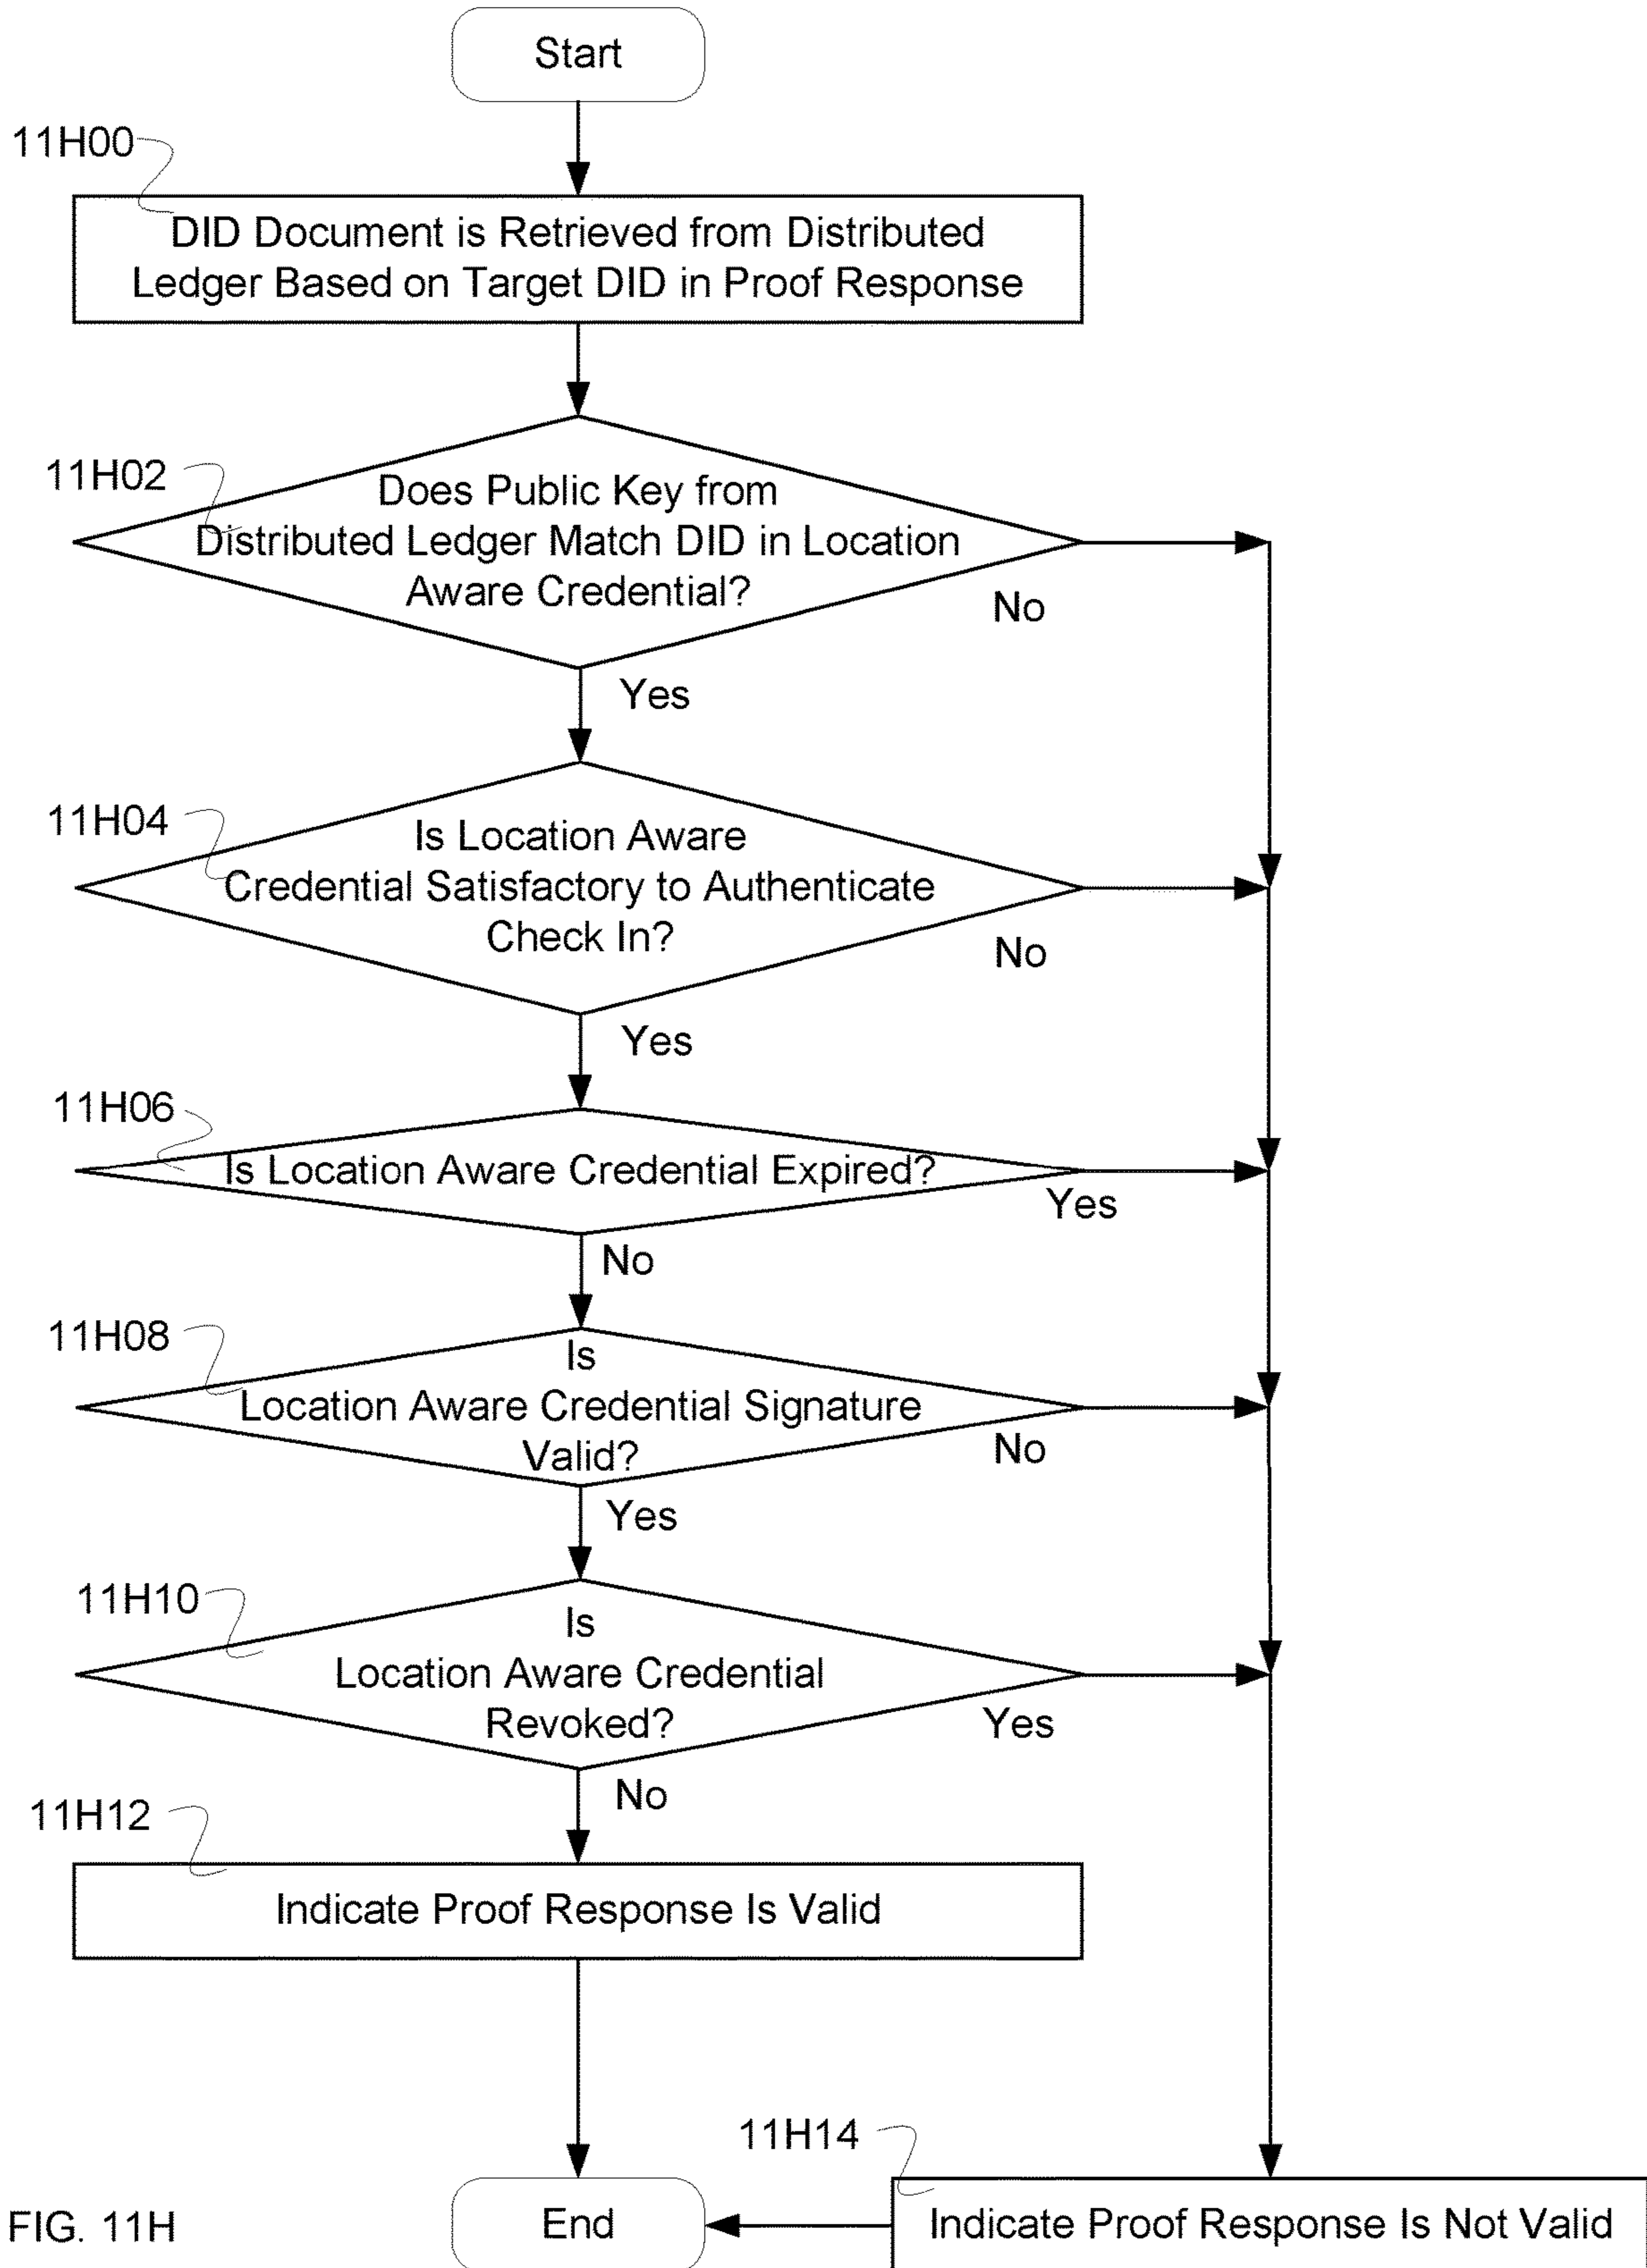 Start
11H00
DID Document is Retrieved from Distributed
Ledger Based on Target DID in Proof Response
11H02
Does Public Key from
Distributed Ledger Match DID in Location
Aware Credential?
No
Yes
11H04
Is Location Aware
Credential Satisfactory to Authenticate
Check In?
No
Yes
11H06
Is Location Aware Credential Expired?
Yes
No
11H08
Is
Location Aware Credential Signature
Valid?
No
Yes
11H10
Is
Location Aware Credential
Revoked?
Yes
No
11H12
Indicate Proof Response Is Valid
11H14
Indicate Proof Response Is Not Valid
End
FIG. 11H